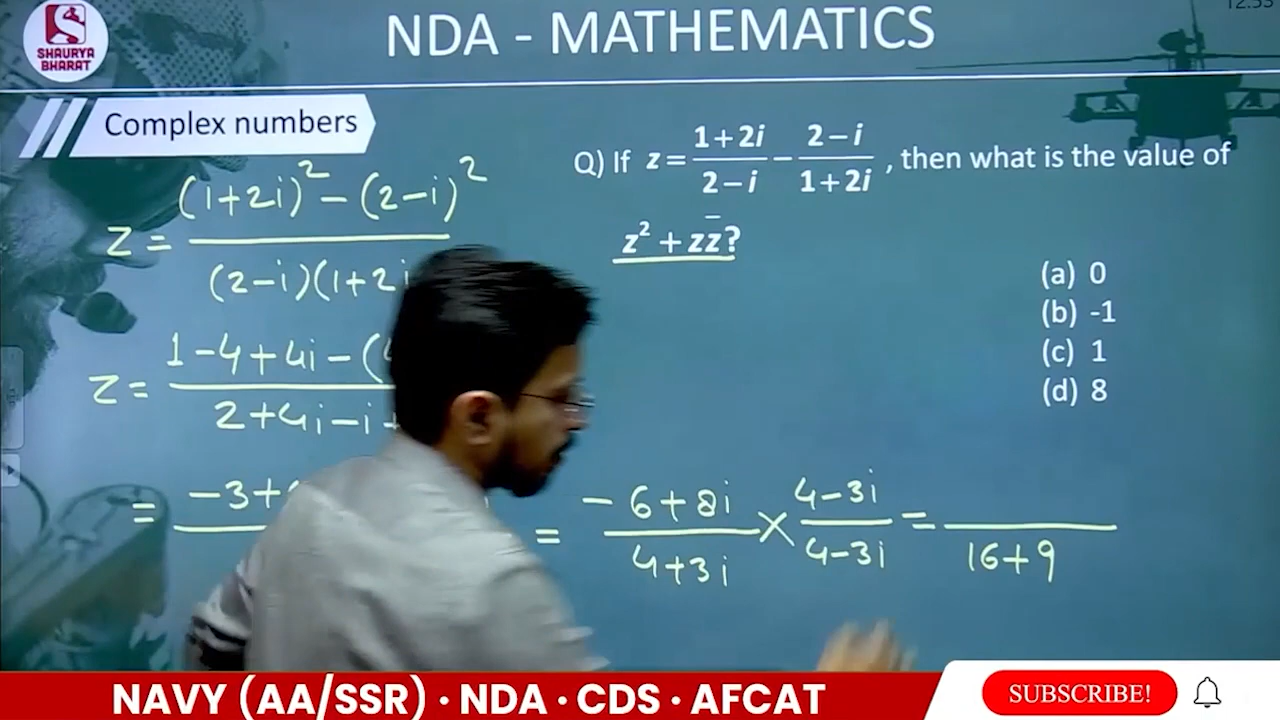 12:53
SHAURYA
BHARAT
NDA - MATHEMATICS
Complex numbers
Q) If z = (1+2i)/(2−i) − (2−i)/(1+2i) , then what is the value of
z² + zz̄?
(a) 0
(b) -1
(c) 1
(d) 8
z = ((1+2i)² − (2−i)²)/((2−i)(1+2i
z = (1−4+4i−()/(2+4i−i+
= −3+
= (−6+8i)/(4+3i) × (4−3i)/(4−3i) = /(16+9)
NAVY (AA/SSR) · NDA · CDS · AFCAT
SUBSCRIBE!